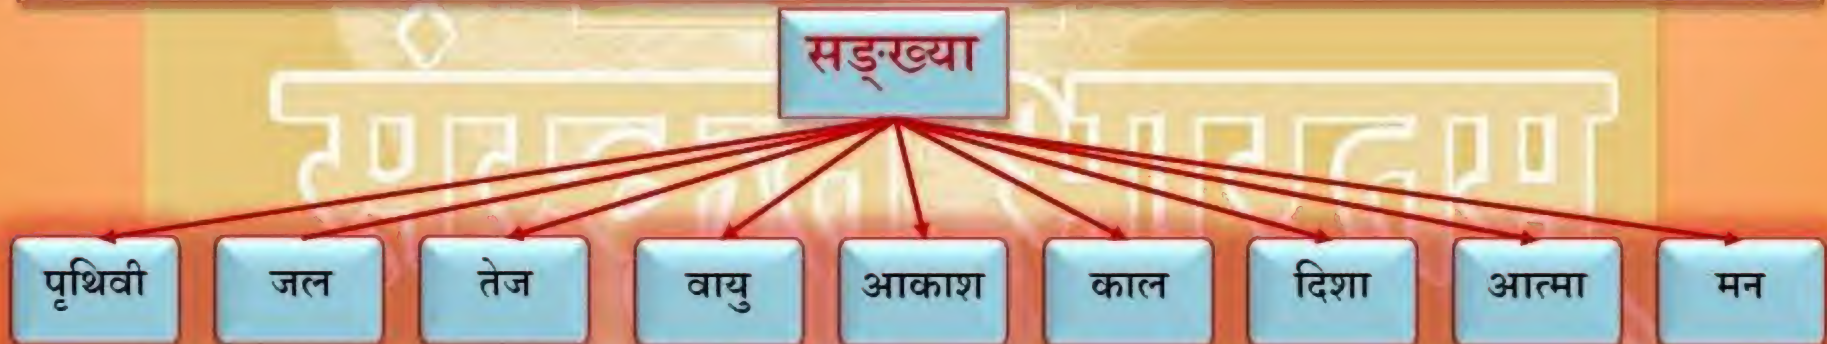 सङ्ख्या
पृथिवी जल तेज वायु आकाश काल दिशा आत्मा मन